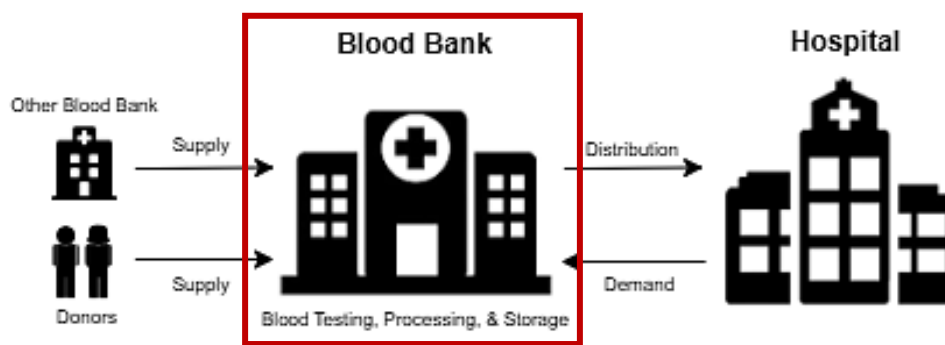 Blood Bank
Hospital
Other Blood Bank
Supply
Distribution
Supply
Demand
Donors
Blood Testing, Processing, & Storage